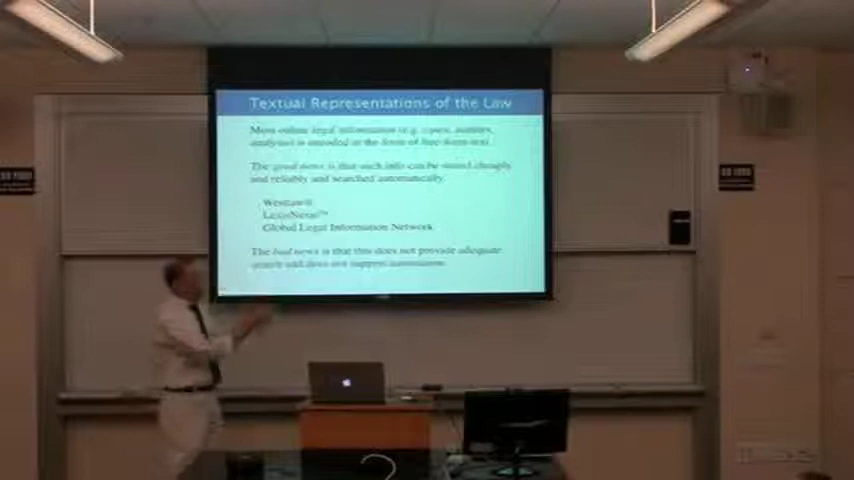 Textual Representations of the Law
Most online legal information (e.g. cases, statutes,
analyses) is encoded in the form of free-form text.
The good news is that such info can be stored cheaply
and reliably and searched automatically.
Westlaw®
LexisNexis™
Global Legal Information Network
The bad news is that this does not provide adequate
search and does not support automation.